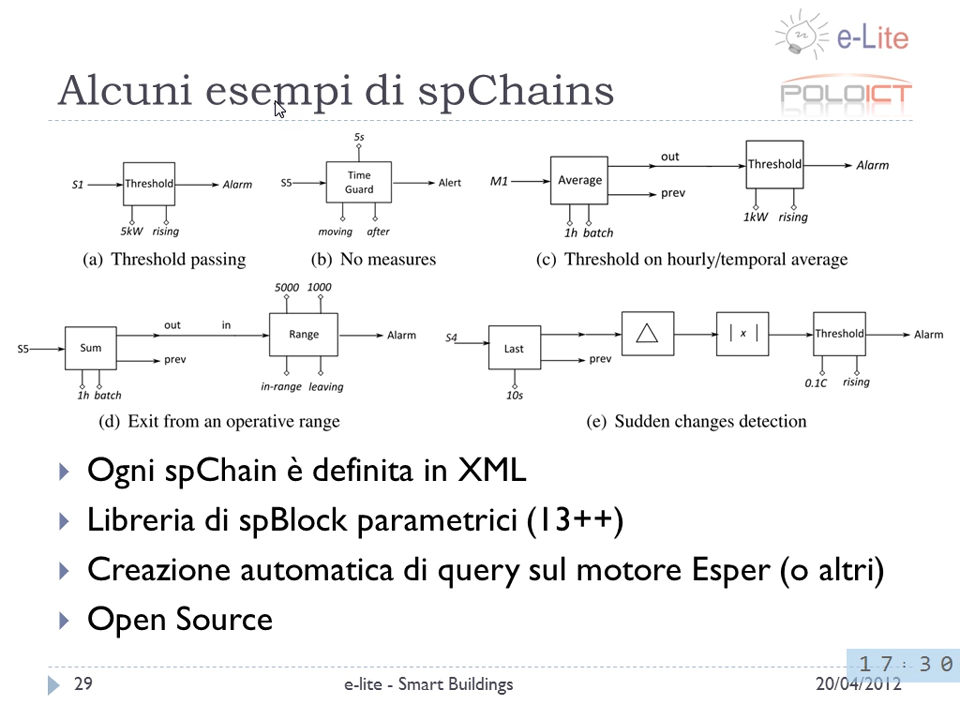 e-Lite
Alcuni esempi di spChains
POLOICT
S1 Threshold Alarm
5kW rising
(a) Threshold passing
5s
S5 Time Guard Alert
moving after
(b) No measures
M1 Average out prev Threshold Alarm
1h batch 1kW rising
(c) Threshold on hourly/temporal average
5000 1000
S5 Sum out in prev Range Alarm
1h batch in-range leaving
(d) Exit from an operative range
S4 Last prev △ | x | Threshold Alarm
10s 0.1C rising
(e) Sudden changes detection
Ogni spChain è definita in XML
Libreria di spBlock parametrici (13++)
Creazione automatica di query sul motore Esper (o altri)
Open Source
17:30
29 e-lite - Smart Buildings 20/04/2012